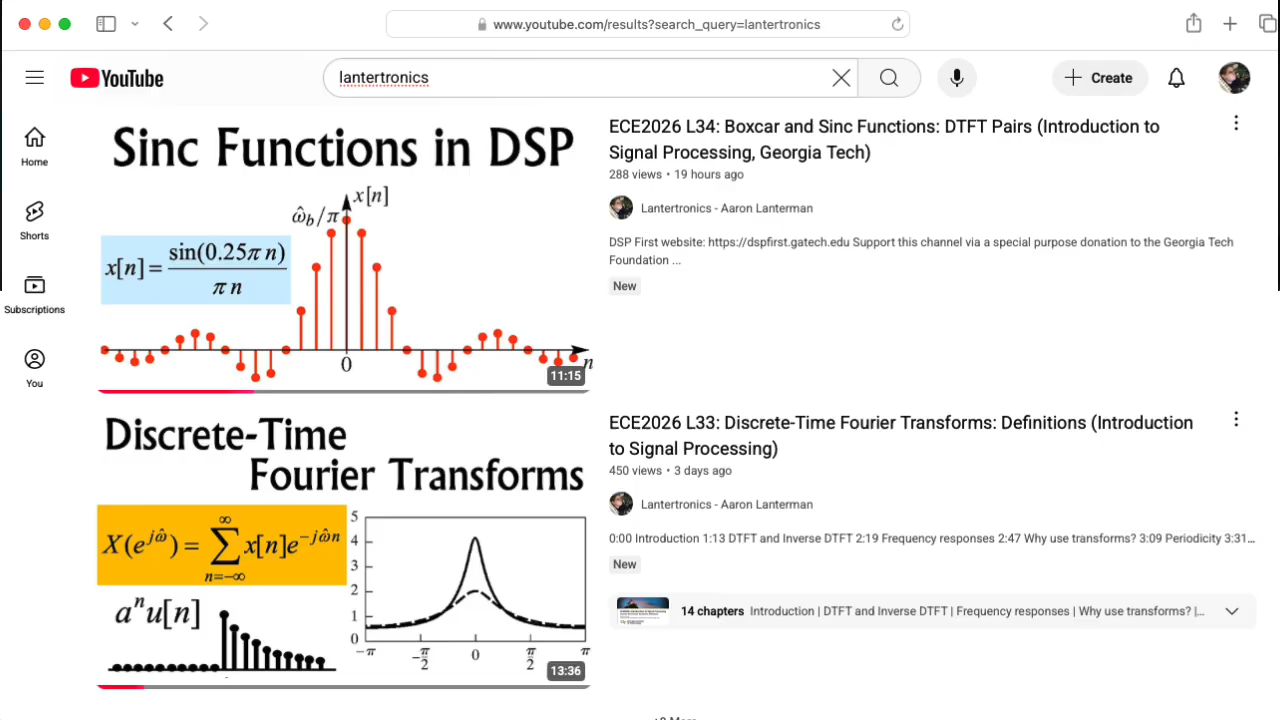 www.youtube.com/results?search_query=lantertronics
YouTube
lantertronics
Create
Home
Shorts
Subscriptions
You
Sinc Functions in DSP
x[n]
ω̂b/π
x[n] = sin(0.25π n) / π n
0
n
11:15
ECE2026 L34: Boxcar and Sinc Functions: DTFT Pairs (Introduction to
Signal Processing, Georgia Tech)
288 views • 19 hours ago
Lantertronics - Aaron Lanterman
DSP First website: https://dspfirst.gatech.edu Support this channel via a special purpose donation to the Georgia Tech
Foundation ...
New
Discrete-Time
Fourier Transforms
X(e^jω̂) = ∑ n=-∞ ∞ x[n]e^-jω̂n
a^n u[n]
5
4
3
2
1
0
-π
-π/2
0
π/2
π
13:36
ECE2026 L33: Discrete-Time Fourier Transforms: Definitions (Introduction
to Signal Processing)
450 views • 3 days ago
Lantertronics - Aaron Lanterman
0:00 Introduction 1:13 DTFT and Inverse DTFT 2:19 Frequency responses 2:47 Why use transforms? 3:09 Periodicity 3:31...
New
14 chapters Introduction | DTFT and Inverse DTFT | Frequency responses | Why use transforms? |...